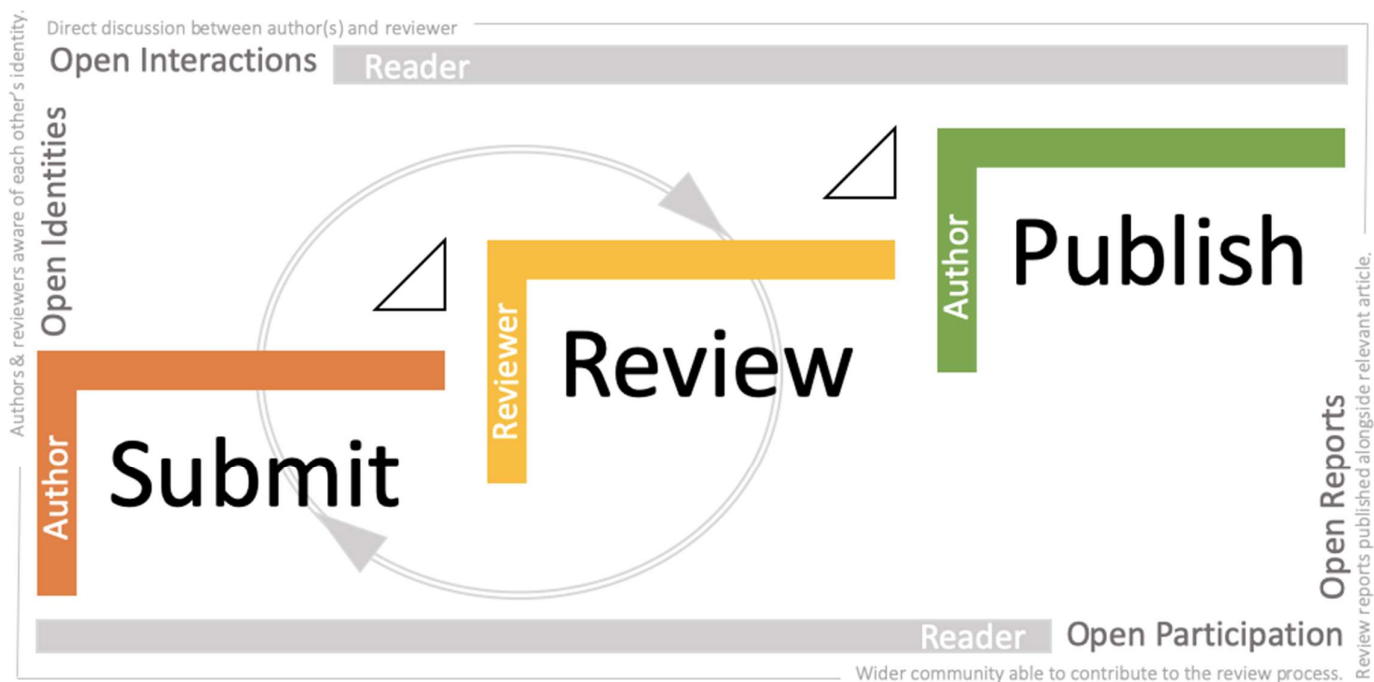 Direct discussion between author(s) and reviewer
Open Interactions
Reader
Authors & reviewers aware of each other's identity.
Open Identities
Author
Submit
Reviewer
Review
Author
Publish
Open Reports
Review reports published alongside relevant article.
Reader
Open Participation
Wider community able to contribute to the review process.